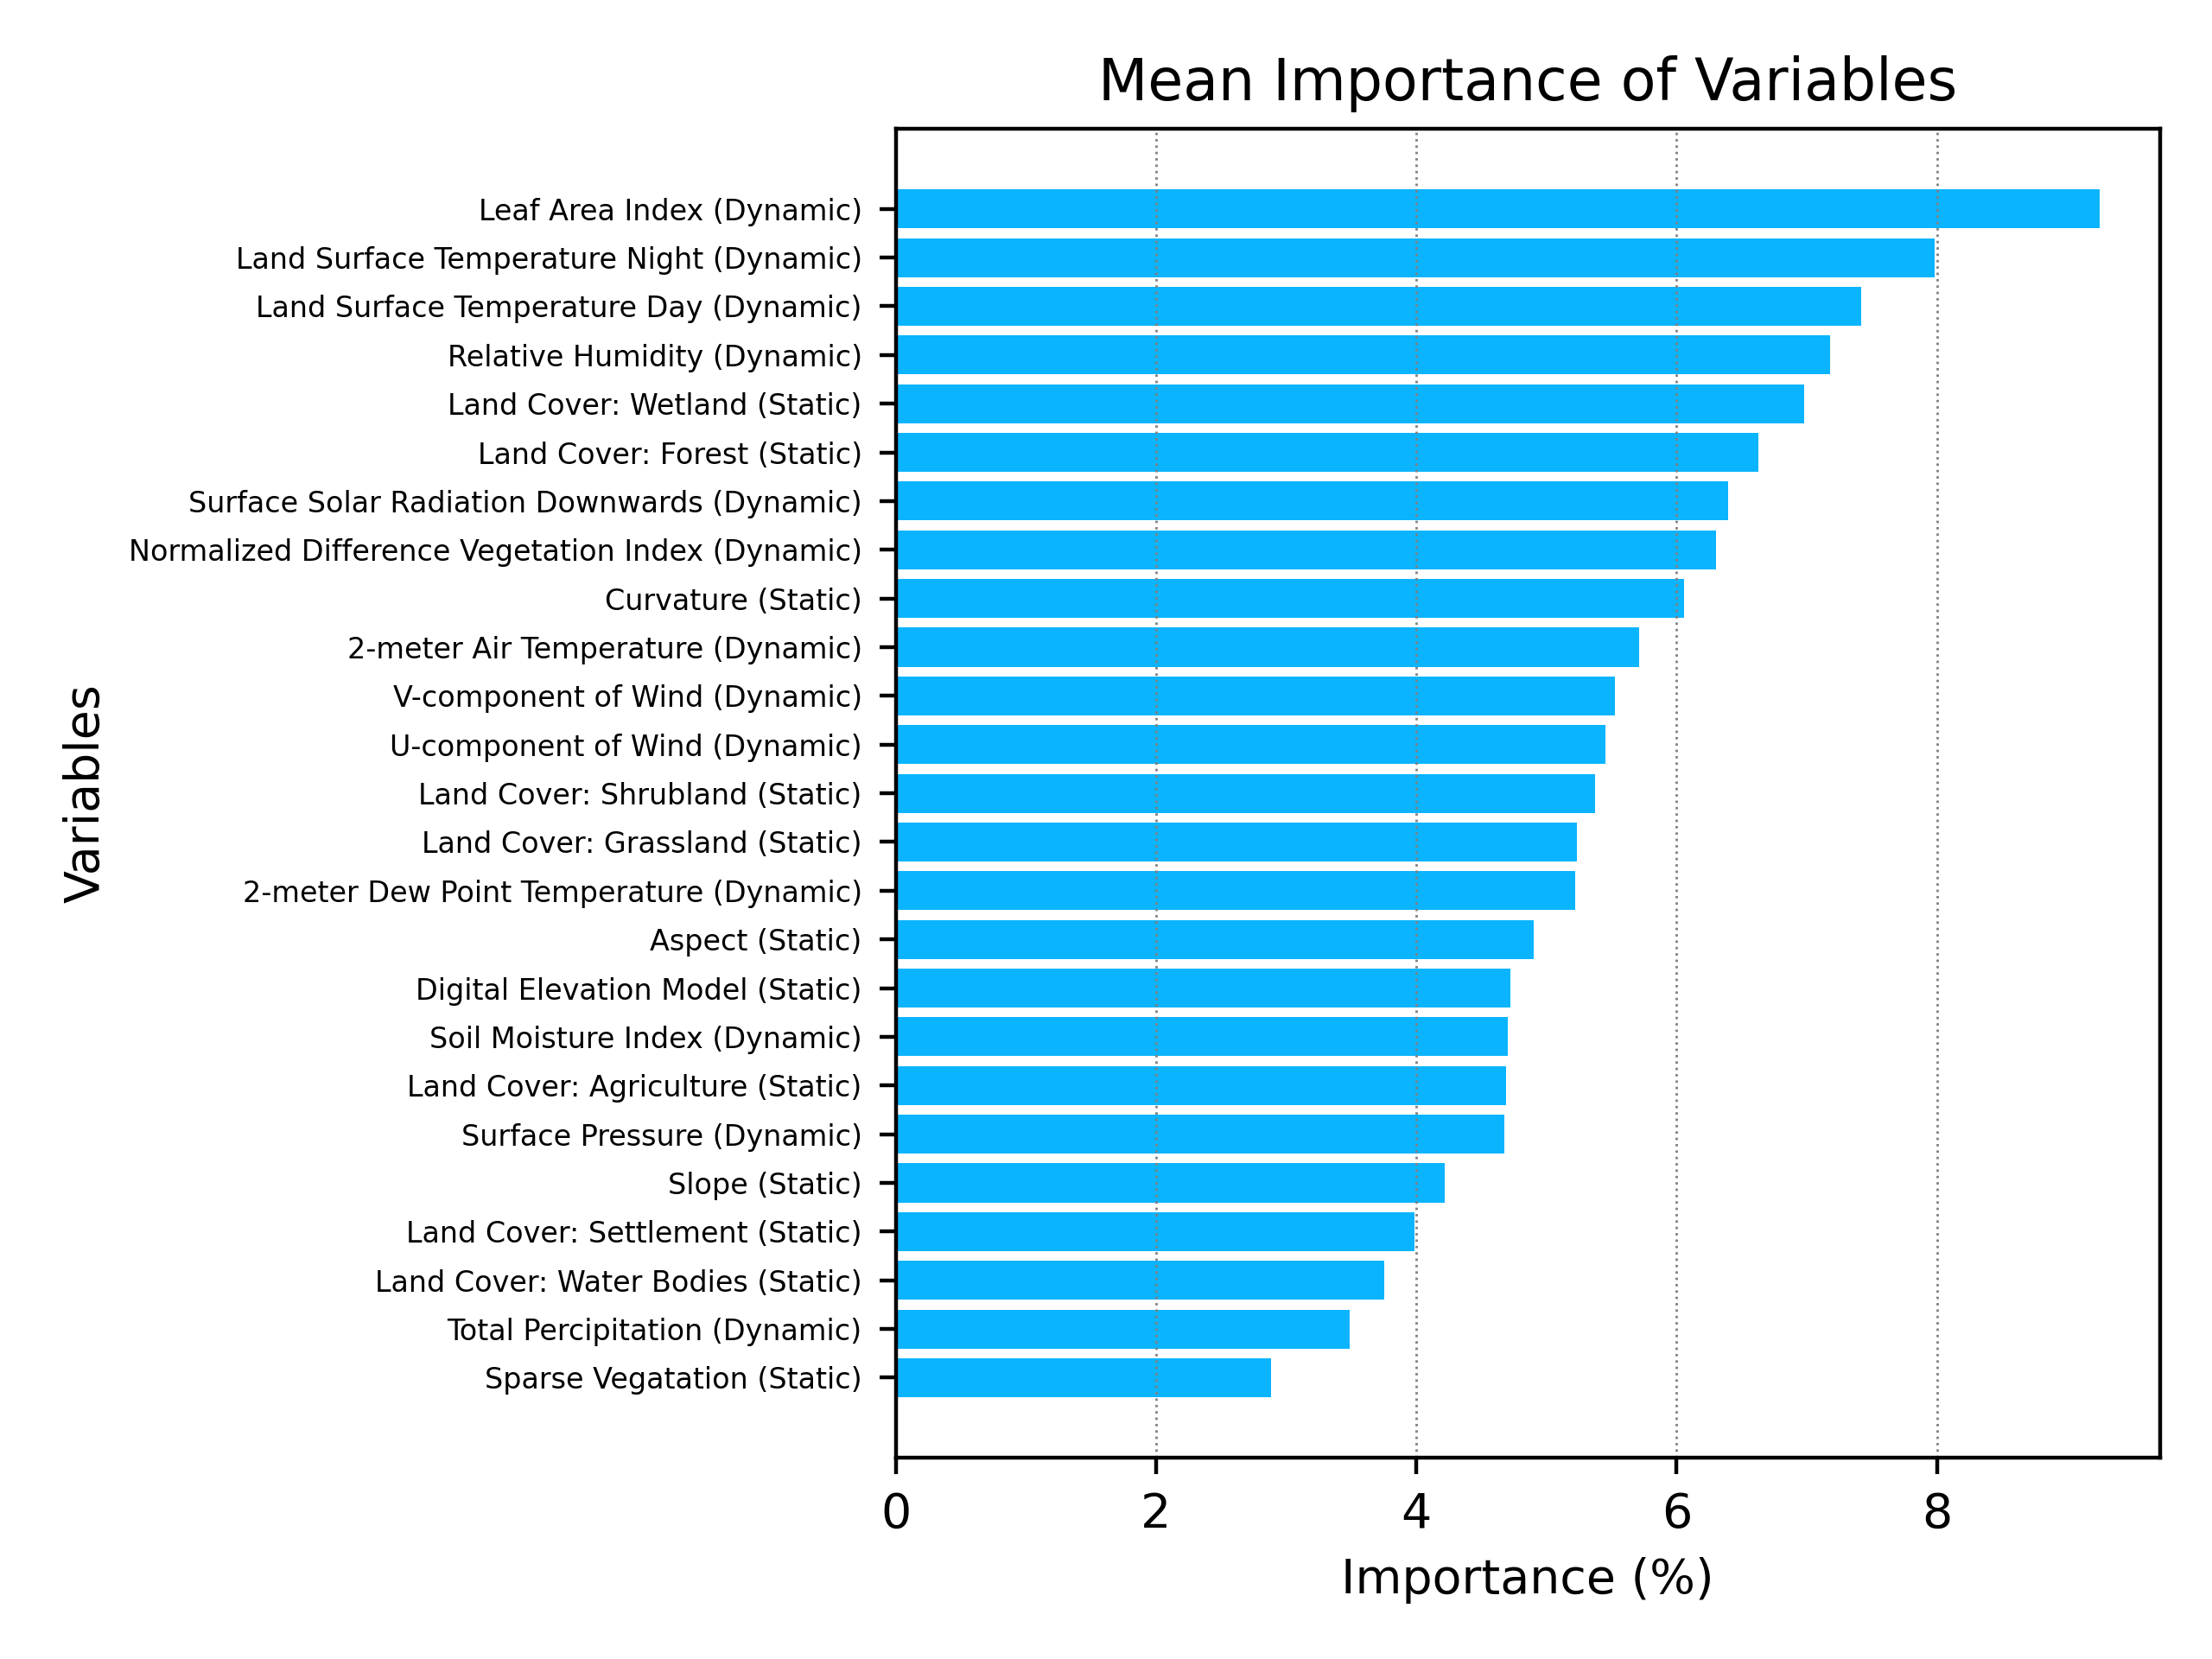 Mean Importance of Variables
Variables
Leaf Area Index (Dynamic)
Land Surface Temperature Night (Dynamic)
Land Surface Temperature Day (Dynamic)
Relative Humidity (Dynamic)
Land Cover: Wetland (Static)
Land Cover: Forest (Static)
Surface Solar Radiation Downwards (Dynamic)
Normalized Difference Vegetation Index (Dynamic)
Curvature (Static)
2-meter Air Temperature (Dynamic)
V-component of Wind (Dynamic)
U-component of Wind (Dynamic)
Land Cover: Shrubland (Static)
Land Cover: Grassland (Static)
2-meter Dew Point Temperature (Dynamic)
Aspect (Static)
Digital Elevation Model (Static)
Soil Moisture Index (Dynamic)
Land Cover: Agriculture (Static)
Surface Pressure (Dynamic)
Slope (Static)
Land Cover: Settlement (Static)
Land Cover: Water Bodies (Static)
Total Percipitation (Dynamic)
Sparse Vegatation (Static)
0 2 4 6 8
Importance (%)